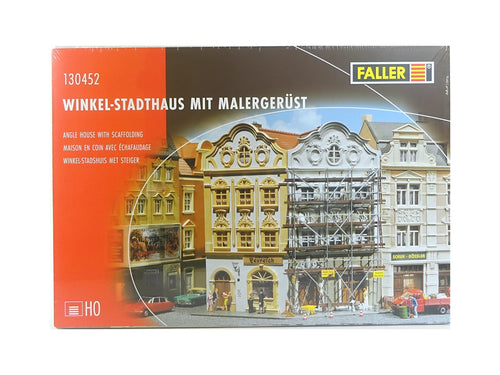 130452
FALLER
WINKEL-STADTHAUS MIT MALERGERÜST
ANGLE HOUSE WITH SCAFFOLDING
MAISON EN COIN AVEC ÉCHAFAUDAGE
WINKEL-STADSHUIS MET STEIGER
HO